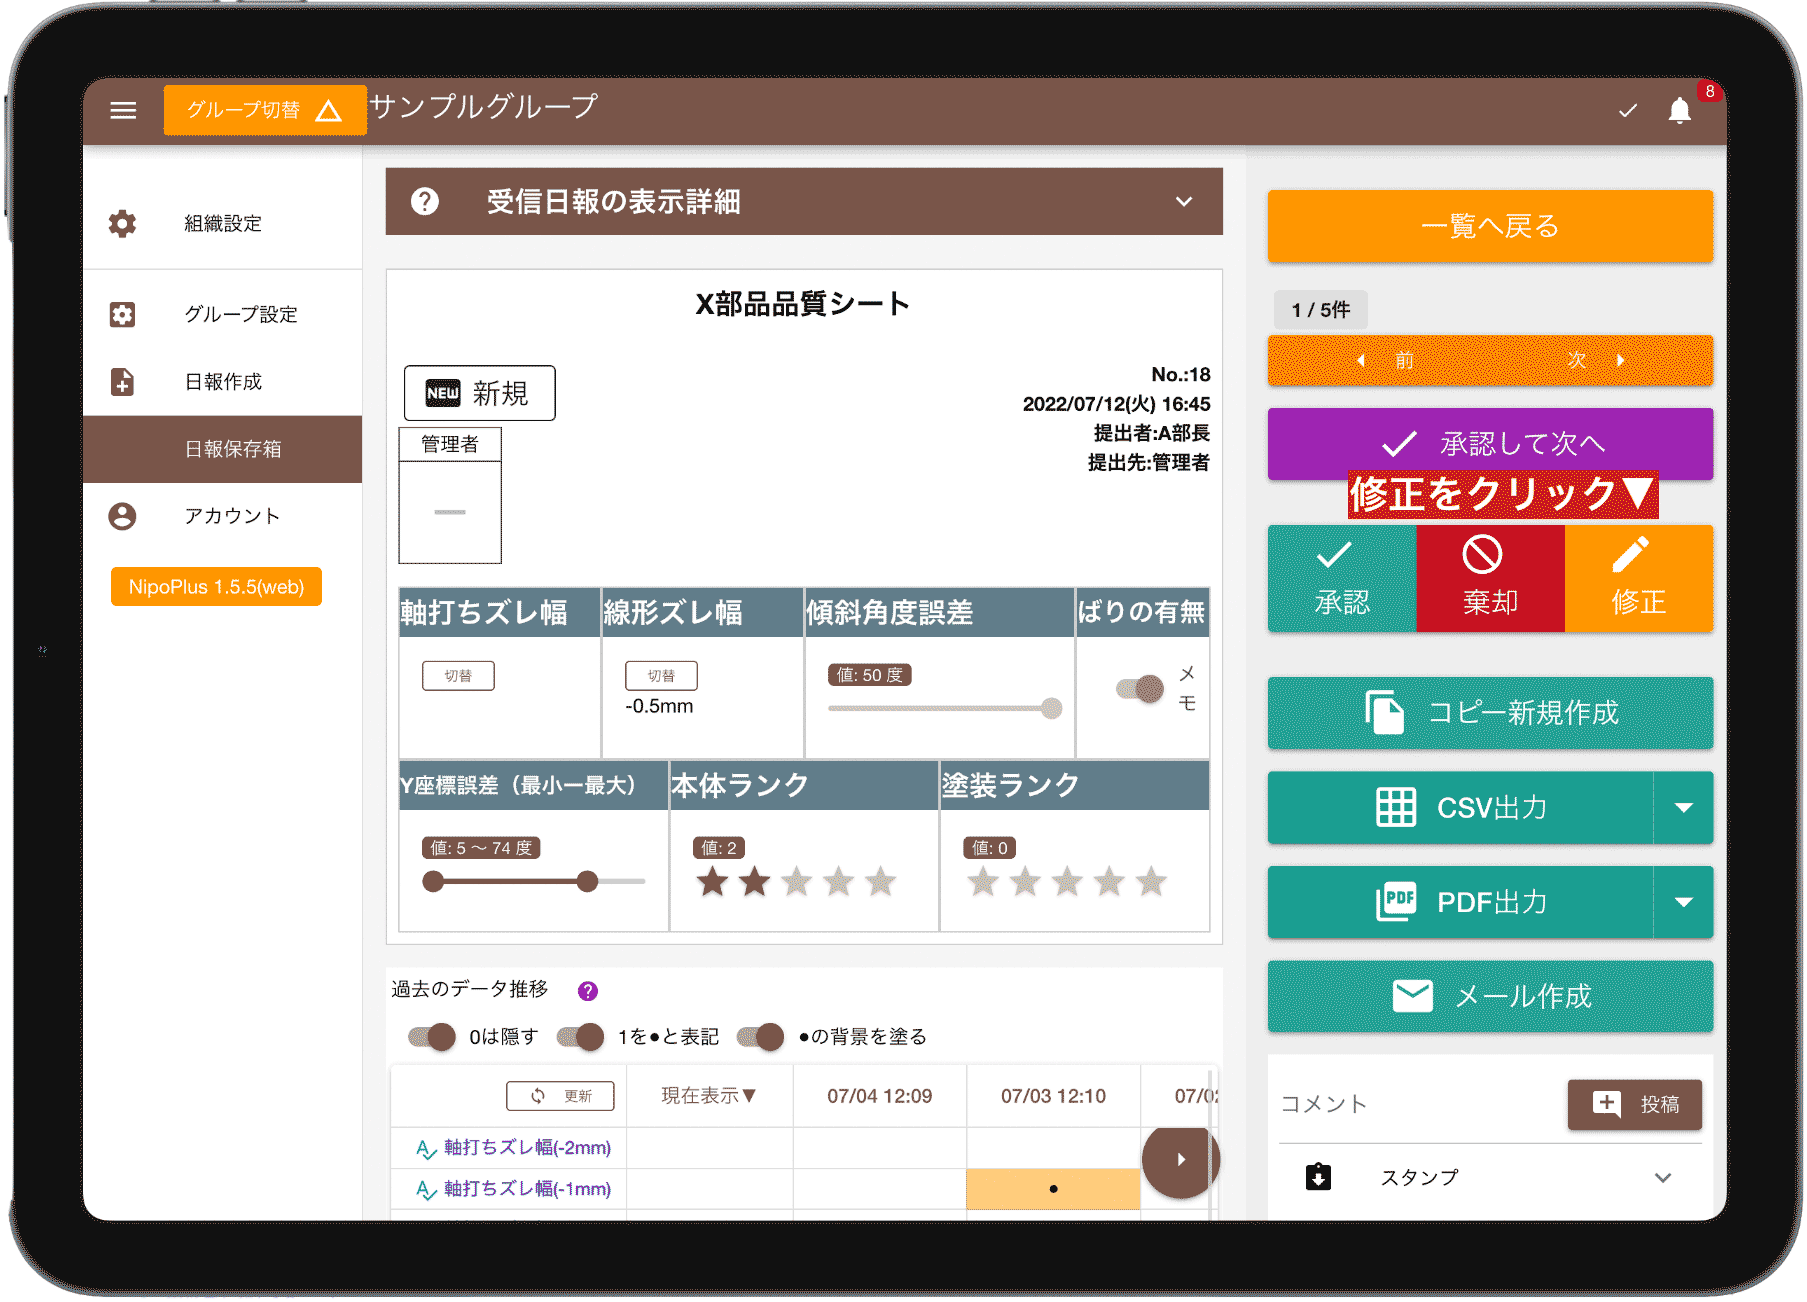 グループ切替
サンプルグループ
8
組織設定
グループ設定
日報作成
日報保存箱
アカウント
NipoPlus 1.5.5(web)
受信日報の表示詳細
X部品品質シート
NEW 新規
管理者
—
No.:18
2022/07/12(火) 16:45
提出者:A部長
提出先:管理者
軸打ちズレ幅 線形ズレ幅 傾斜角度誤差 ばりの有無
切替 切替 値: 50 度 メモ
-0.5mm
Y座標誤差（最小ー最大） 本体ランク 塗装ランク
値: 5 〜 74 度 値: 2 値: 0
過去のデータ推移
0は隠す 1を●と表記 ●の背景を塗る
更新 現在表示▼ 07/04 12:09 07/03 12:10
軸打ちズレ幅(-2mm)
軸打ちズレ幅(-1mm) ●
一覧へ戻る
1 / 5件
前 次
承認して次へ
修正をクリック▼
承認 棄却 修正
コピー新規作成
CSV出力
PDF PDF出力
メール作成
コメント 投稿
スタンプ